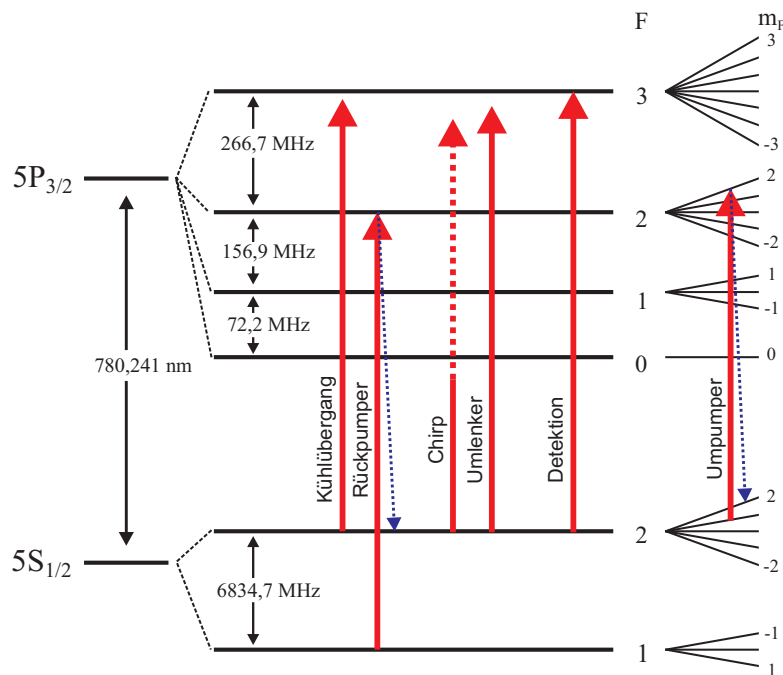 F
m_F
3
3
-3
266,7 MHz
5P_{3/2}
2
2
-2
156,9 MHz
1
1
-1
72,2 MHz
0
0
780,241 nm
Kühlübergang
Rückpumper
Chirp
Umlenker
Detektion
Umpumper
2
2
-2
5S_{1/2}
6834,7 MHz
1
-1
1